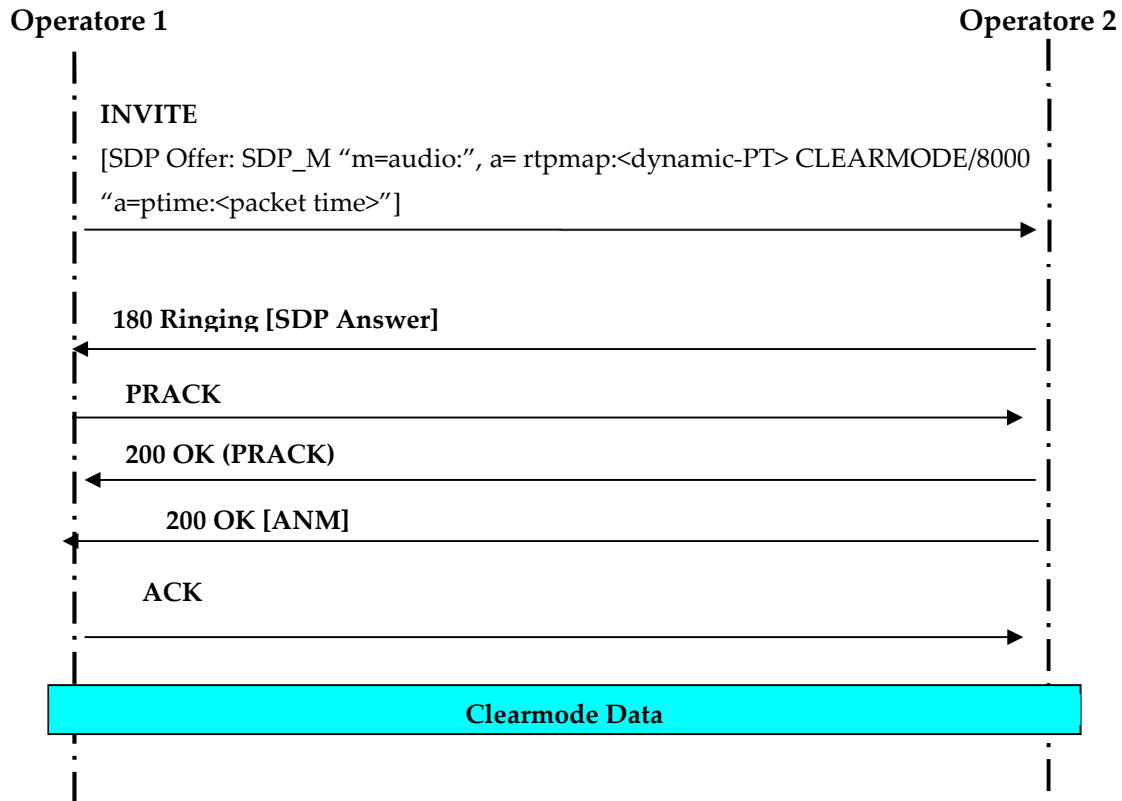 Operatore 1
Operatore 2
INVITE
[SDP Offer: SDP_M “m=audio:”, a= rtpmap:<dynamic-PT> CLEARMODE/8000
“a=ptime:<packet time>”]
180 Ringing [SDP Answer]
PRACK
200 OK (PRACK)
200 OK [ANM]
ACK
Clearmode Data